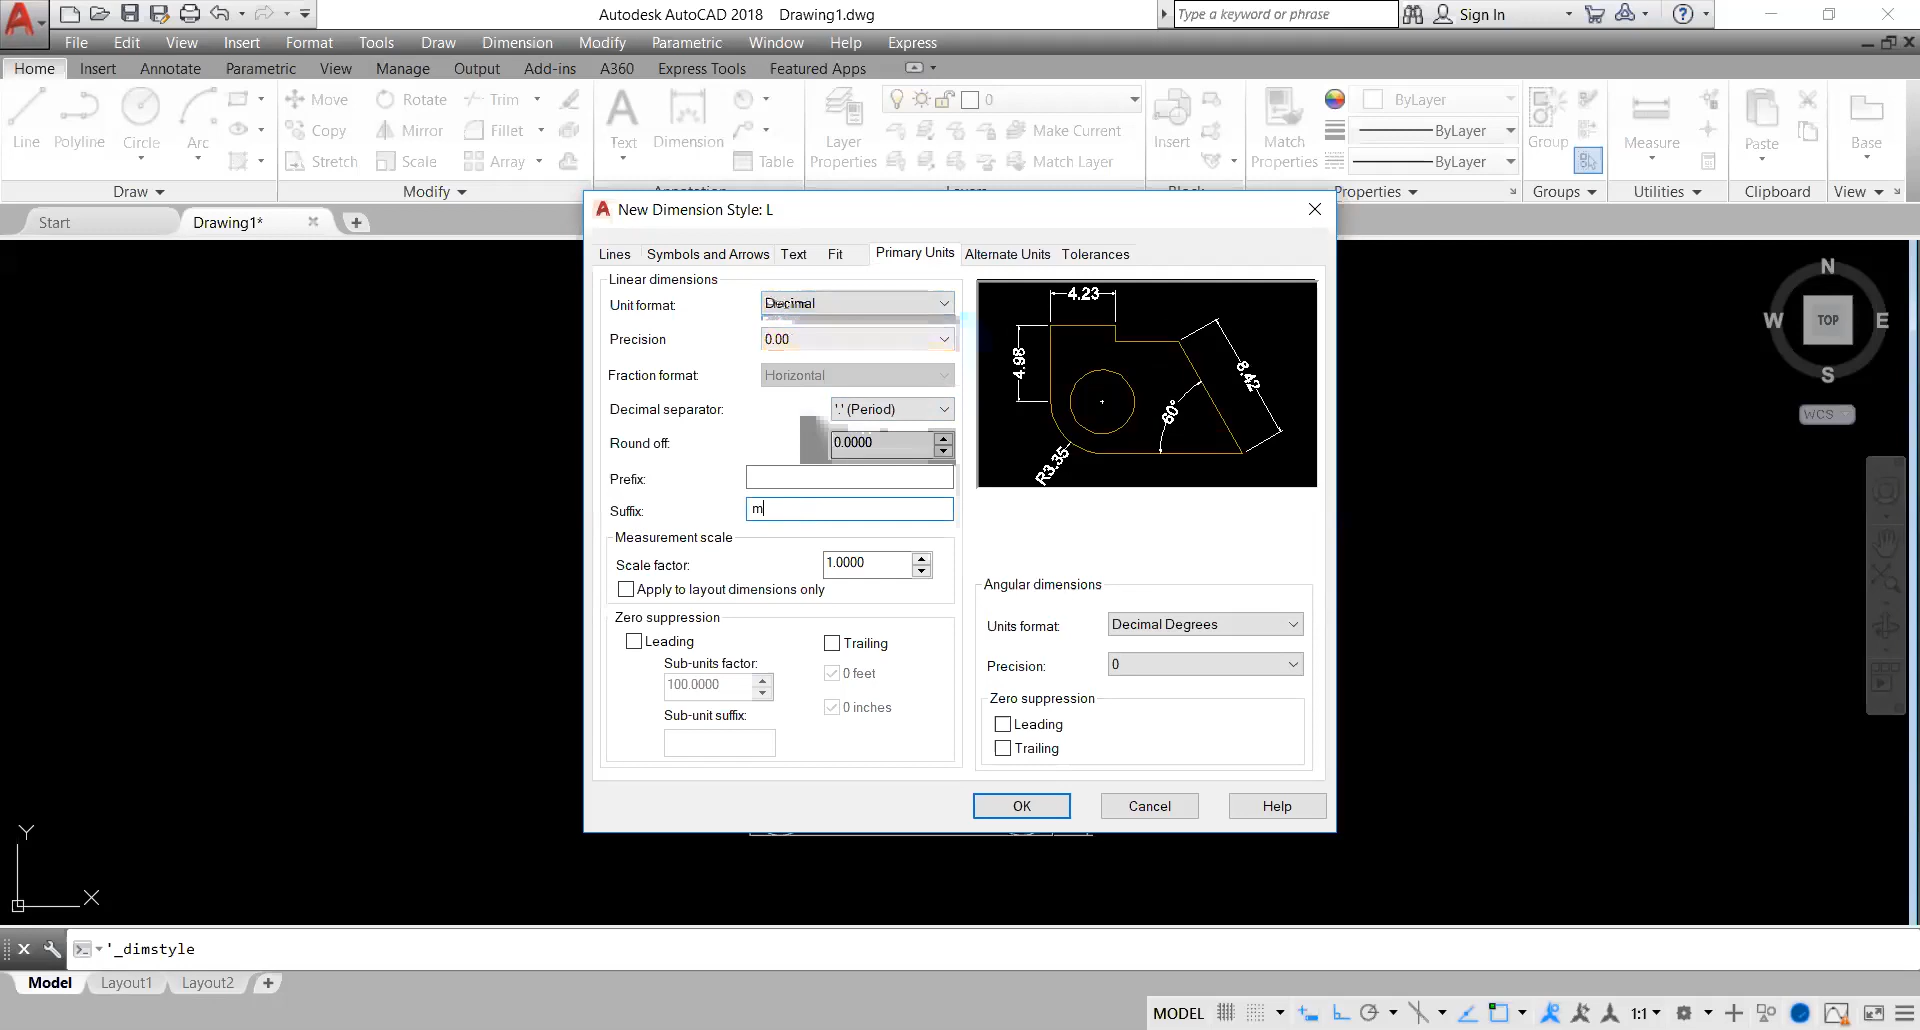 Autodesk AutoCAD 2018 Drawing1.dwg
Type a keyword or phrase
Sign In
File Edit View Insert Format Tools Draw Dimension Modify Parametric Window Help Express
Home Insert Annotate Parametric View Manage Output Add-ins A360 Express Tools Featured Apps
Line Polyline Circle Arc
Move Rotate Trim
Copy Mirror Fillet
Stretch Scale Array
Text Dimension
Table
Layer
Properties
0
Make Current
Match Layer
Insert
Match
Properties
ByLayer
ByLayer
ByLayer
Group
Measure
Paste
Base
Draw Modify Properties Groups Utilities Clipboard View
Start Drawing1*
New Dimension Style: L
Lines Symbols and Arrows Text Fit Primary Units Alternate Units Tolerances
Linear dimensions
Unit format: Decimal
Precision 0.00
Fraction format: Horizontal
Decimal separator: '.' (Period)
Round off: 0.0000
Prefix:
Suffix: m
Measurement scale
Scale factor: 1.0000
Apply to layout dimensions only
Zero suppression
Leading
Trailing
Sub-units factor:
100.0000
0 feet
Sub-unit suffix:
0 inches
4.23
4.98
8.42
60°
R3.35
Angular dimensions
Units format: Decimal Degrees
Precision: 0
Zero suppression
Leading
Trailing
OK Cancel Help
N
W TOP E
S
WCS
Y
X
'_dimstyle
Model Layout1 Layout2
MODEL 1:1